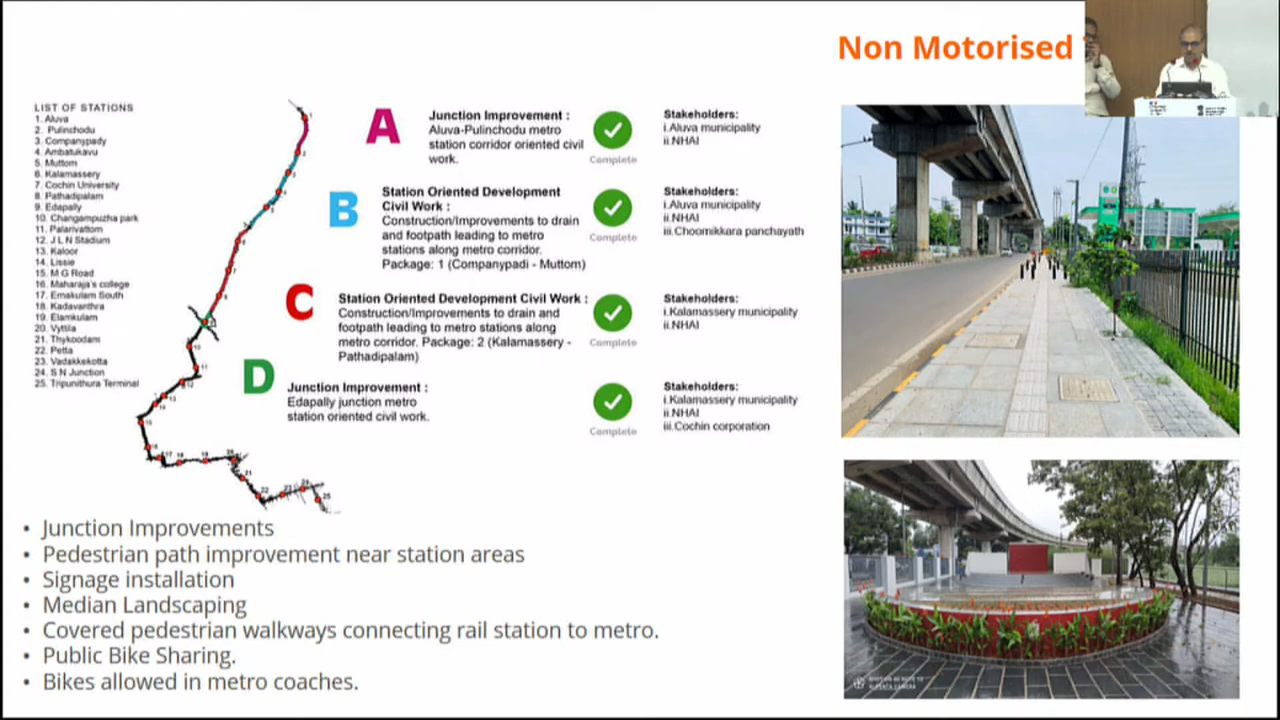 Non Motorised
LIST OF STATIONS
1. Aluva
2. Pulinchodu
3. Companypady
4. Ambatukavu
5. Muttom
6. Kalamassery
7. Cochin University
8. Pathadipalam
9. Edapally
10. Changampuzha park
11. Palarivattom
12. J L N Stadium
13. Kaloor
14. Lissie
15. M G Road
16. Maharaja's college
17. Ernakulam South
18. Kadavanthra
19. Elamkulam
20. Vyttila
21. Thykoodam
22. Petta
23. Vadakkekotta
24. S N Junction
25. Tripunithura Terminal
A
Junction Improvement :
Aluva-Pulinchodu metro
station corridor oriented civil
work.
Complete
Stakeholders:
i.Aluva municipality
ii.NHAI
B
Station Oriented Development
Civil Work :
Construction/Improvements to drain
and footpath leading to metro
stations along metro corridor.
Package: 1 (Companypadi - Muttom)
Complete
Stakeholders:
i.Aluva municipality
ii.NHAI
iii.Choornikkara panchayath
C
Station Oriented Development Civil Work :
Construction/Improvements to drain and
footpath leading to metro stations along
metro corridor. Package: 2 (Kalamassery -
Pathadipalam)
Complete
Stakeholders:
i.Kalamassery municipality
ii.NHAI
D
Junction Improvement :
Edapally junction metro
station oriented civil work.
Complete
Stakeholders:
i.Kalamassery municipality
ii.NHAI
iii.Cochin corporation
• Junction Improvements
• Pedestrian path improvement near station areas
• Signage installation
• Median Landscaping
• Covered pedestrian walkways connecting rail station to metro.
• Public Bike Sharing.
• Bikes allowed in metro coaches.